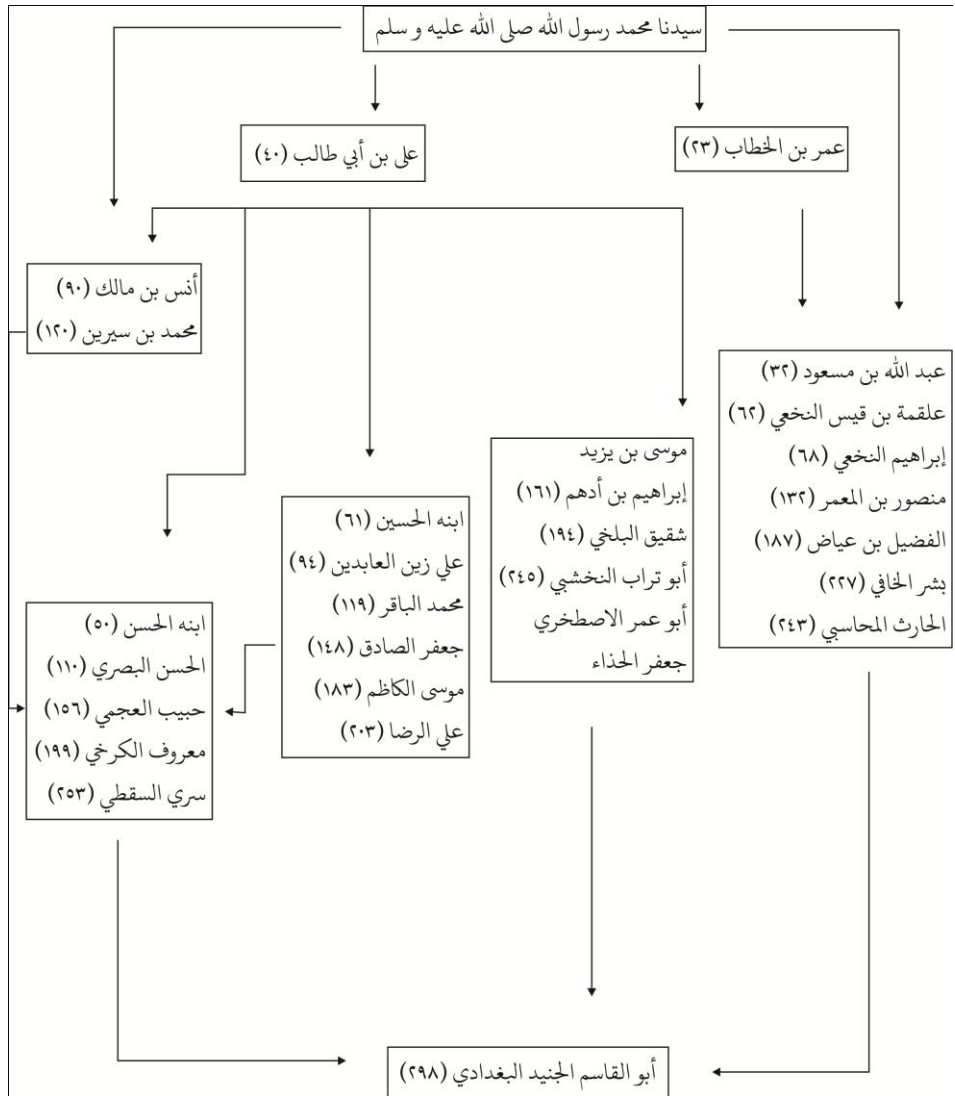 سيدنا محمد رسول الله صلى الله عليه و سلم
عمر بن الخطاب (٢٣)
على بن أبي طالب (٤٠)
أنس بن مالك (٩٠)
محمد بن سيرين (١٢٠)
عبد الله بن مسعود (٣٢)
علقمة بن قيس النخعي (٦٢)
إبراهيم النخعي (٦٨)
منصور بن المعمر (١٣٢)
الفضيل بن عياض (١٨٧)
بشر الخافي (٢٢٧)
الحارث المحاسبي (٢٤٣)
موسى بن يزيد
إبراهيم بن أدهم (١٦١)
شقيق البلخي (١٩٤)
أبو تراب النخشبي (٢٤٥)
أبو عمر الاصطخري
جعفر الحذاء
ابنه الحسين (٦١)
علي زين العابدين (٩٤)
محمد الباقر (١١٩)
جعفر الصادق (١٤٨)
موسى الكاظم (١٨٣)
علي الرضا (٢٠٣)
ابنه الحسن (٥٠)
الحسن البصري (١١٠)
حبيب العجمي (١٥٦)
معروف الكرخي (١٩٩)
سري السقطي (٢٥٣)
أبو القاسم الجنيد البغدادي (٢٩٨)